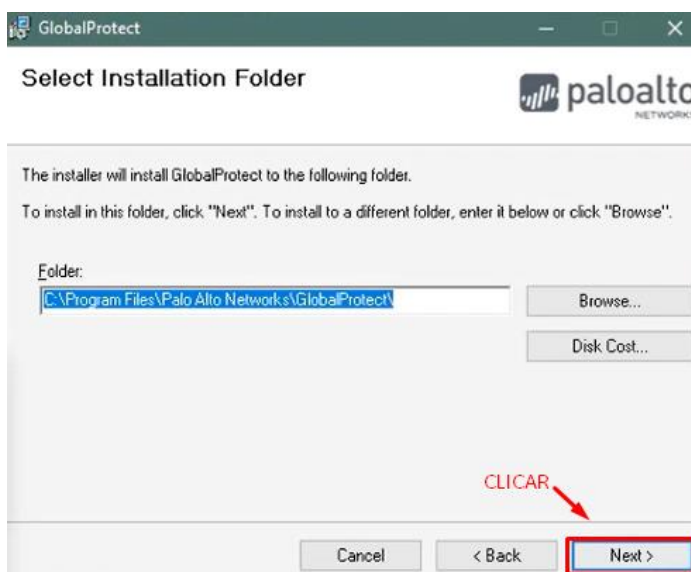 GlobalProtect
Select Installation Folder
paloalto
NETWORKS
The installer will install GlobalProtect to the following folder.
To install in this folder, click "Next". To install to a different folder, enter it below or click "Browse".
Folder:
C:\Program Files\Palo Alto Networks\GlobalProtect\
Browse...
Disk Cost...
CLICAR
Cancel
< Back
Next >